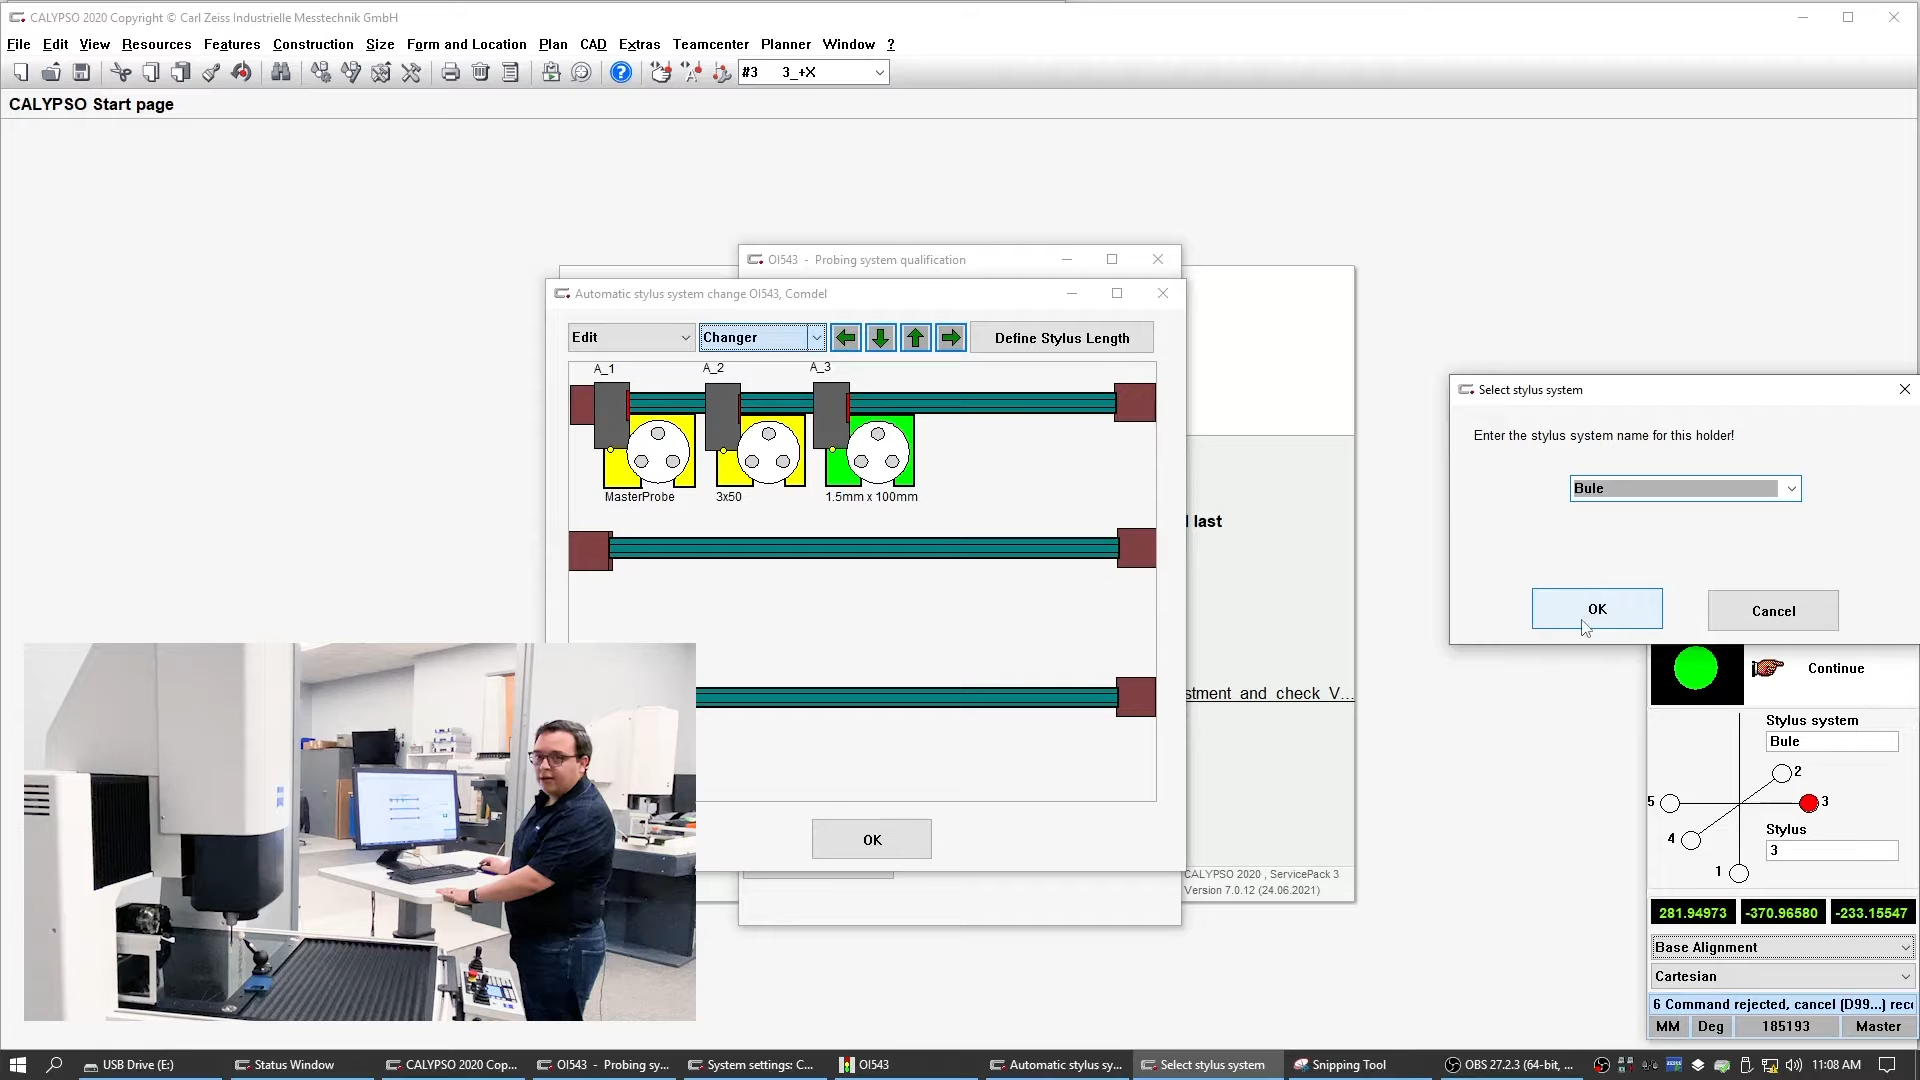 CALYPSO 2020 Copyright © Carl Zeiss Industrielle Messtechnik GmbH
File Edit View Resources Features Construction Size Form and Location Plan CAD Extras Teamcenter Planner Window ?
#3 3_+X
CALYPSO Start page
OI543 - Probing system qualification
Automatic stylus system change OI543, Comdel
Edit Changer Define Stylus Length
A_1 A_2 A_3
MasterProbe 3x50 1.5mm x 100mm
last
stment and check V...
OK
CALYPSO 2020 , ServicePack 3
Version 7.0.12 (24.06.2021)
Select stylus system
Enter the stylus system name for this holder!
Bule
OK Cancel
Continue
Stylus system
Bule
2
5 3
Stylus
4 3
1
281.94973 -370.96580 -233.15547
Base Alignment
Cartesian
6 Command rejected, cancel (D99...) rec
MM Deg 185193 Master
USB Drive (E:) Status Window CALYPSO 2020 Cop... OI543 - Probing sy... System settings: C... OI543 Automatic stylus sy... Select stylus system Snipping Tool OBS 27.2.3 (64-bit, ... 11:08 AM